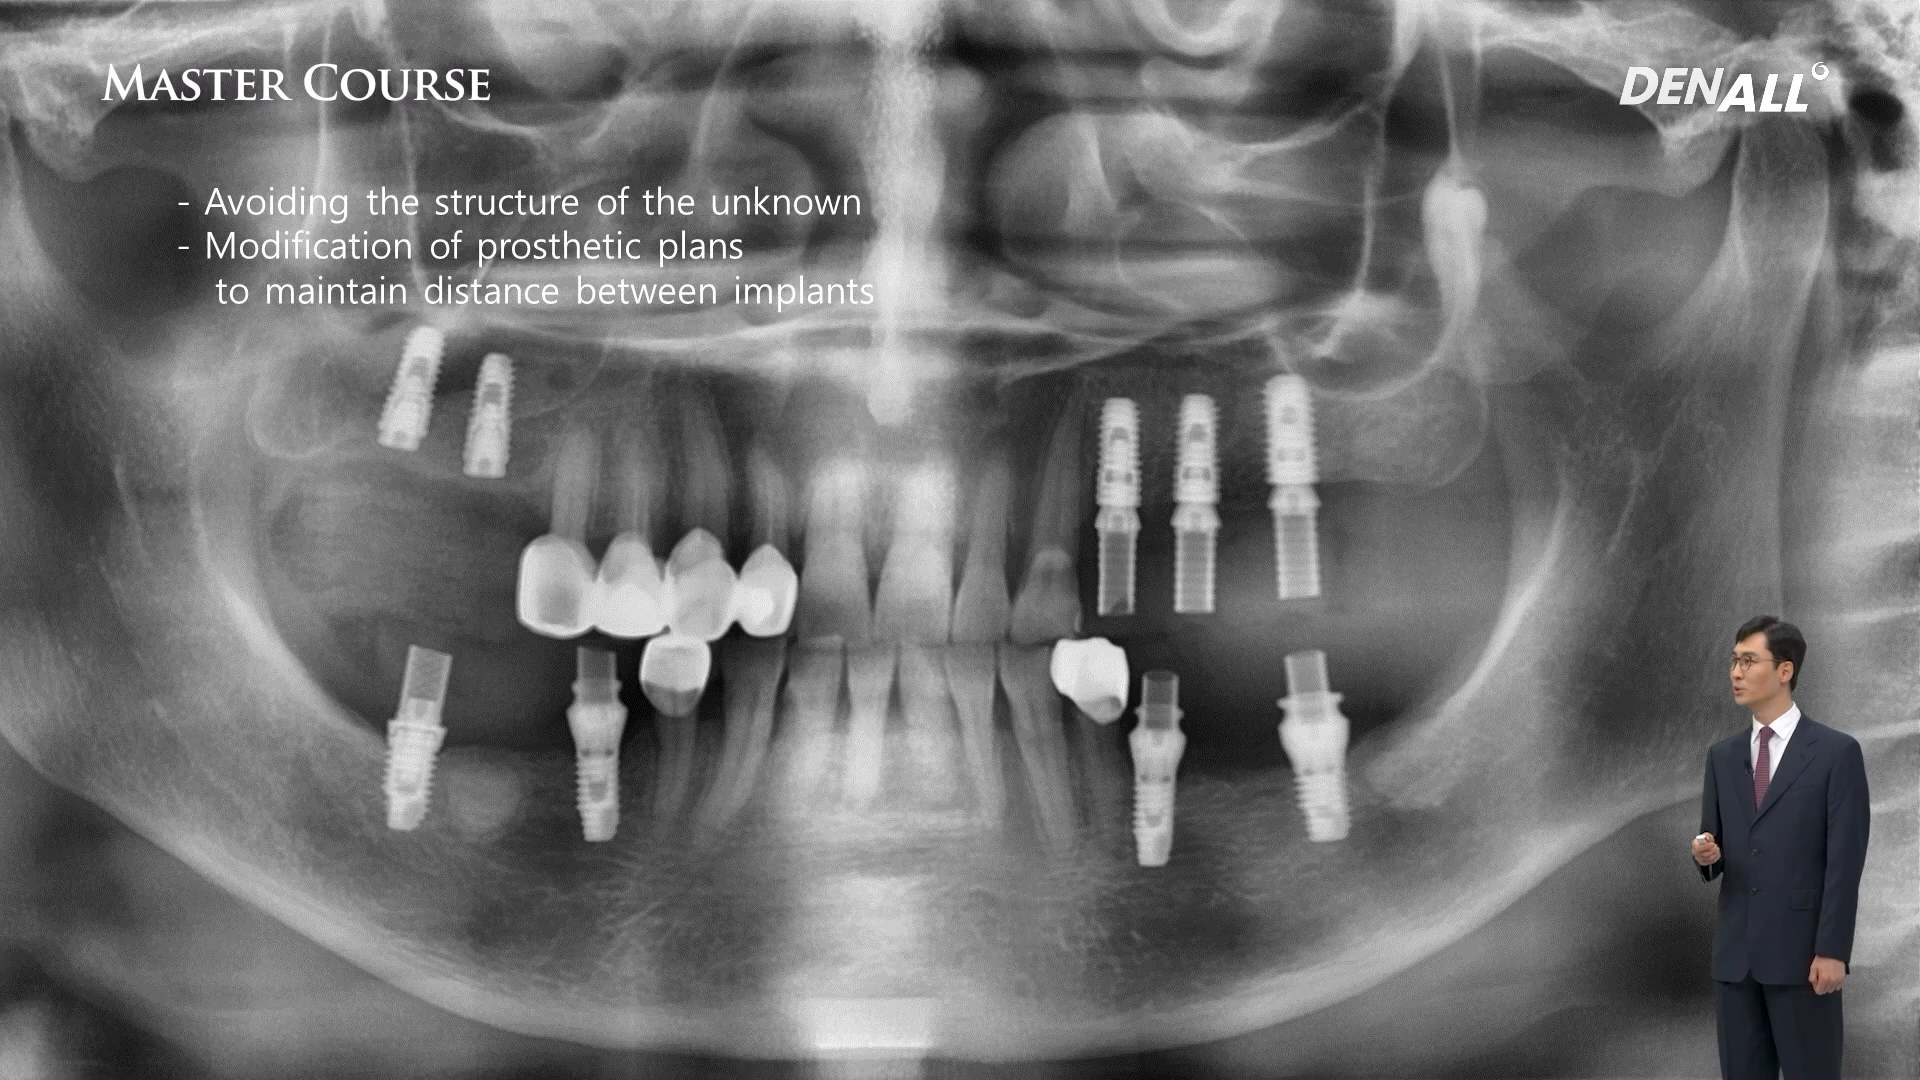 MASTER COURSE
DENALL
- Avoiding the structure of the unknown
- Modification of prosthetic plans
to maintain distance between implants